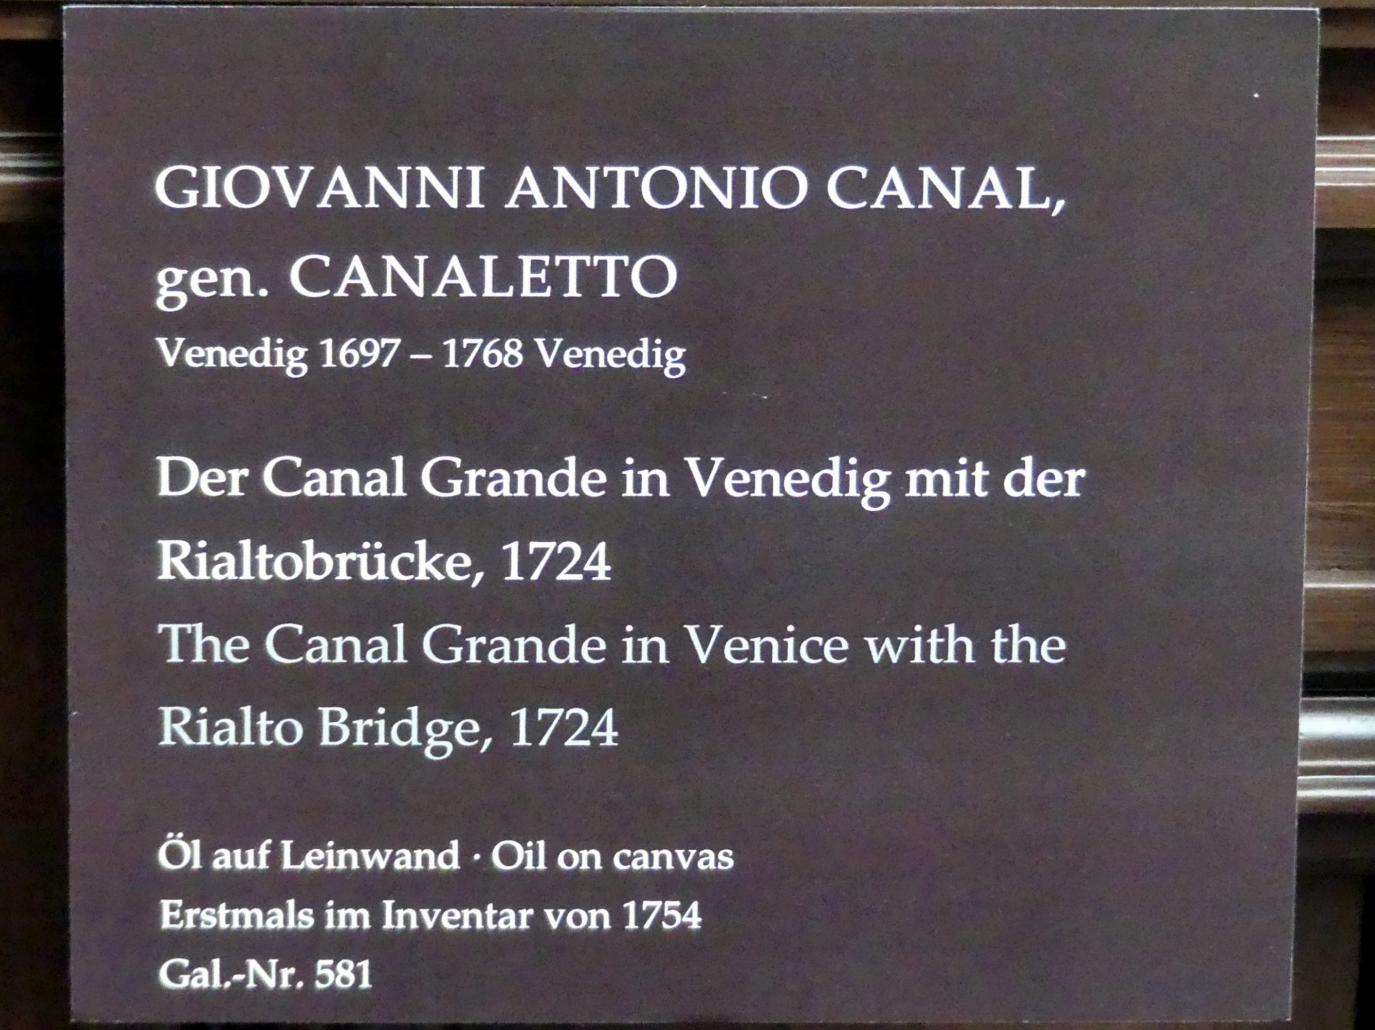 GIOVANNI ANTONIO CANAL,
gen. CANALETTO
Venedig 1697 – 1768 Venedig
Der Canal Grande in Venedig mit der
Rialtobrücke, 1724
The Canal Grande in Venice with the
Rialto Bridge, 1724
Öl auf Leinwand · Oil on canvas
Erstmals im Inventar von 1754
Gal.-Nr. 581